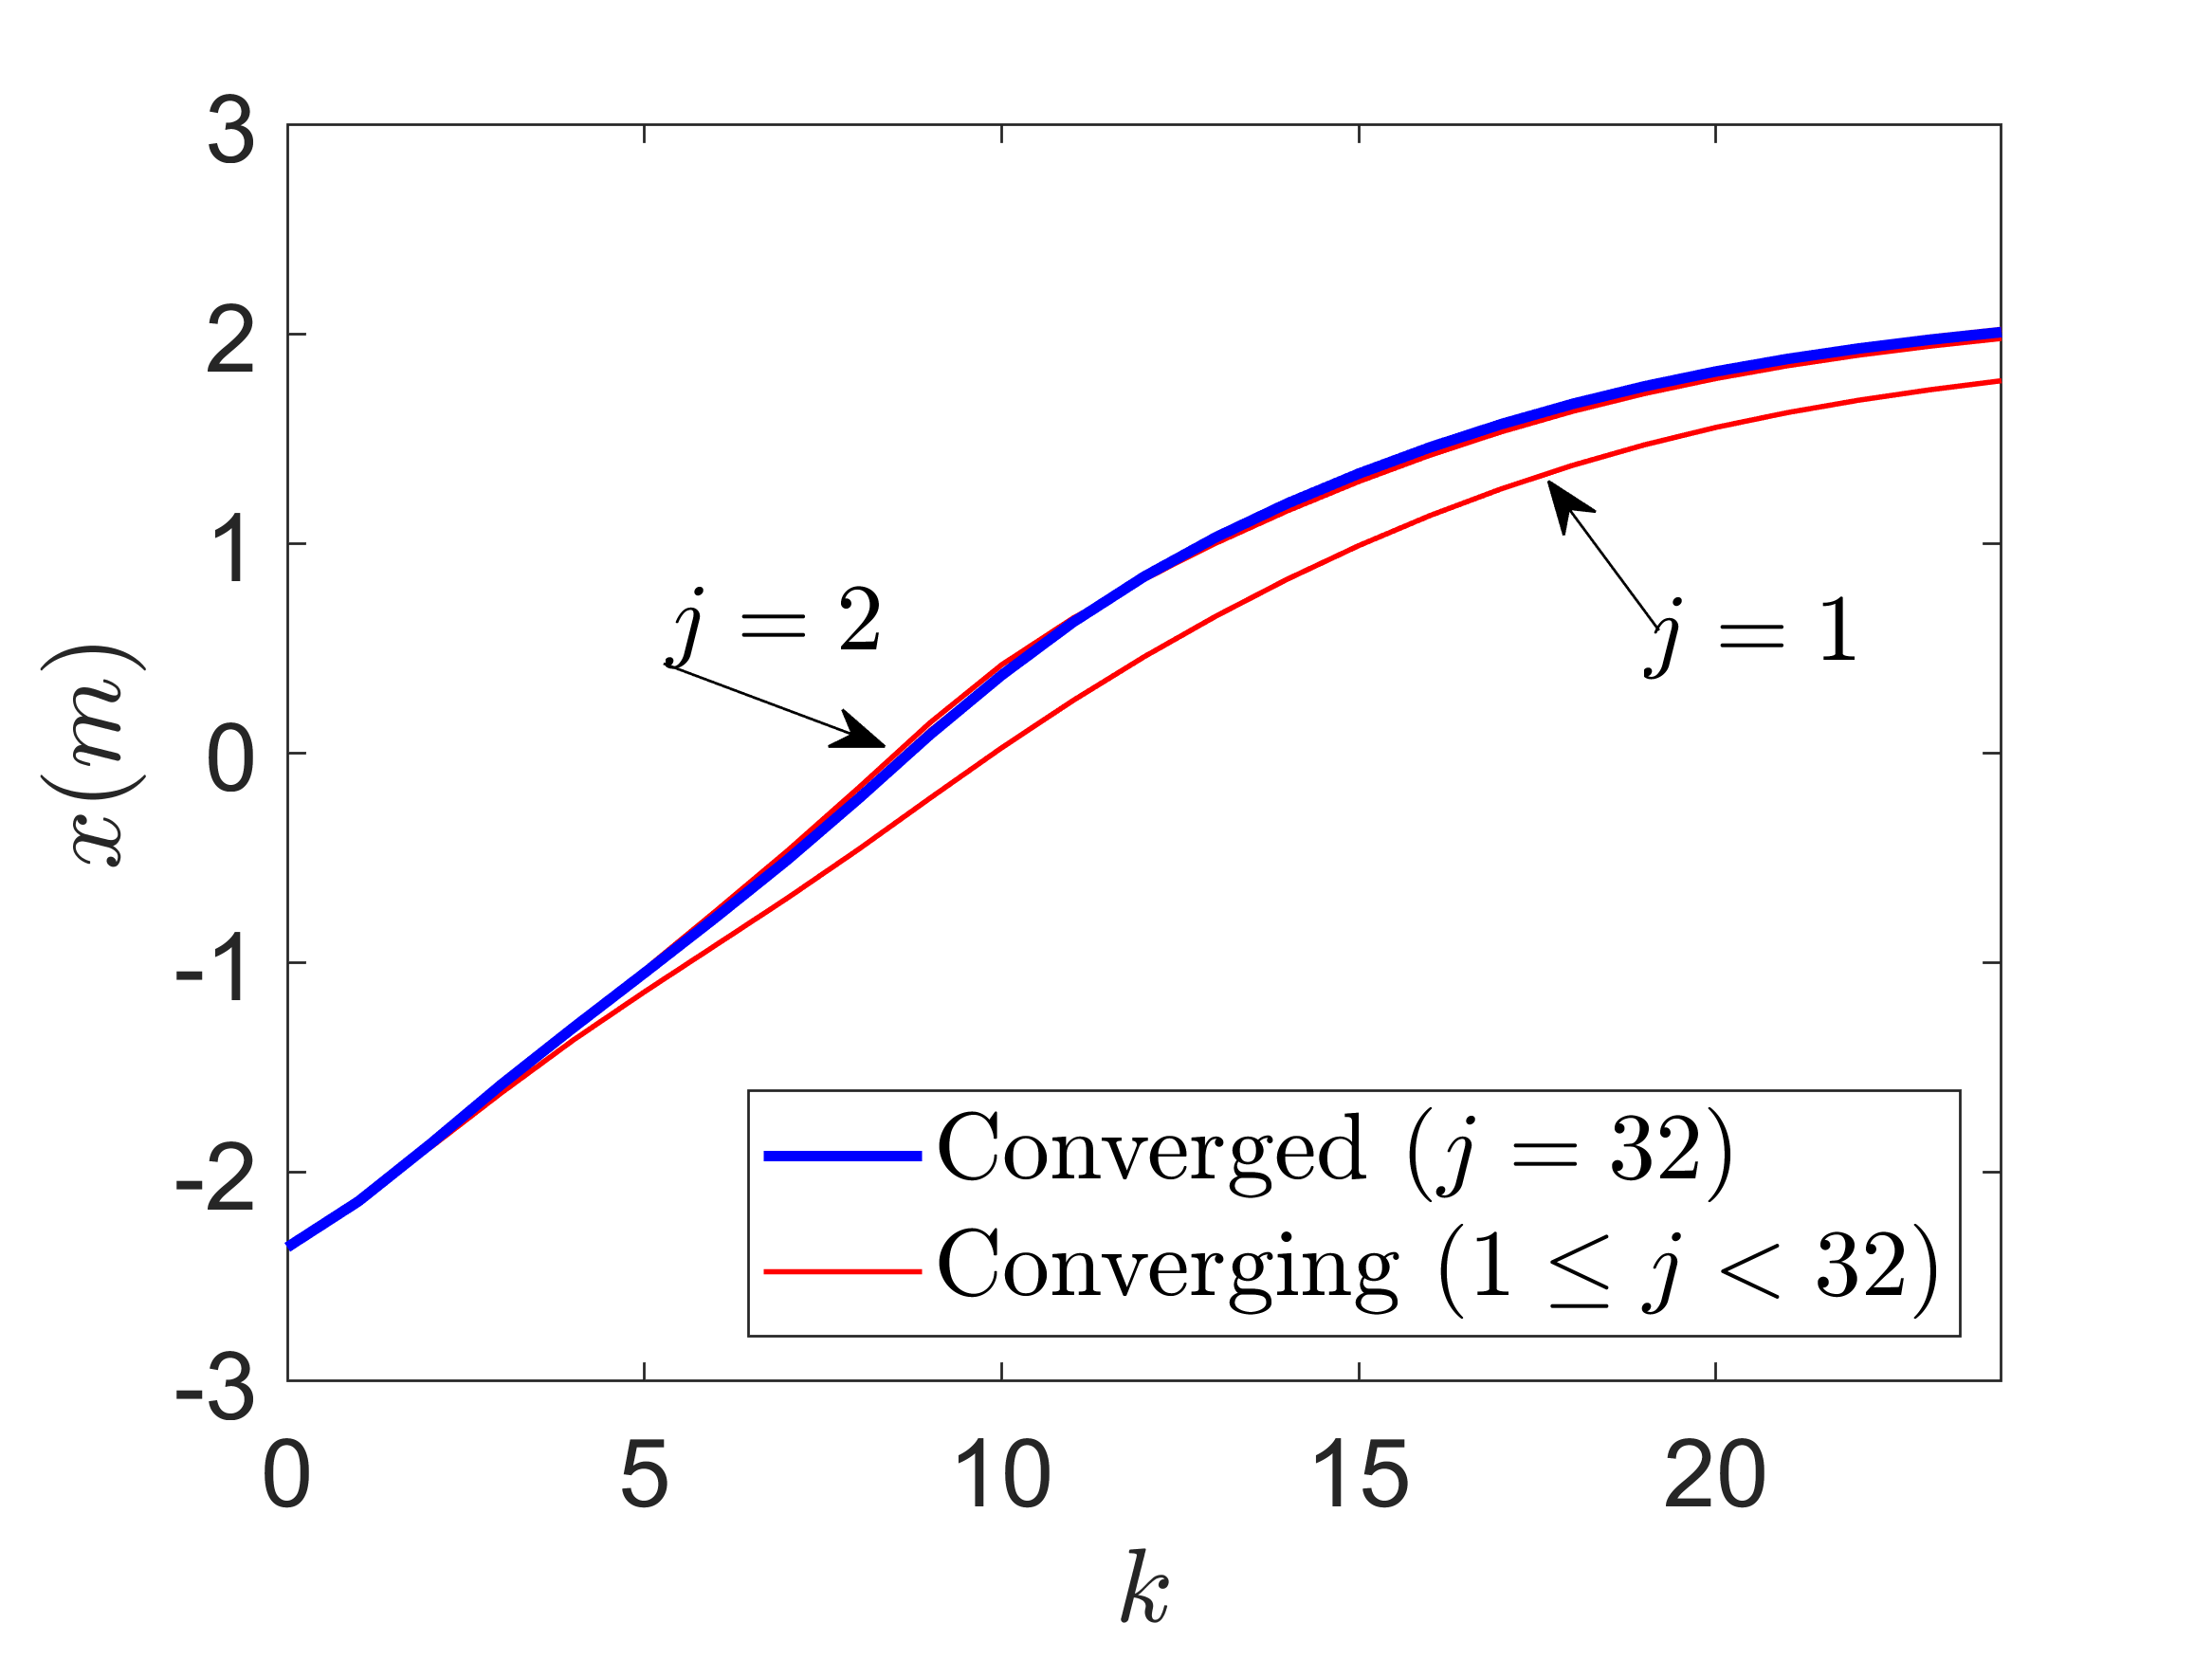 3
2
1
0
-1
-2
-3
x(m)
j = 2
j = 1
Converged (j = 32)
Converging (1 ≤ j < 32)
0 5 10 15 20
k